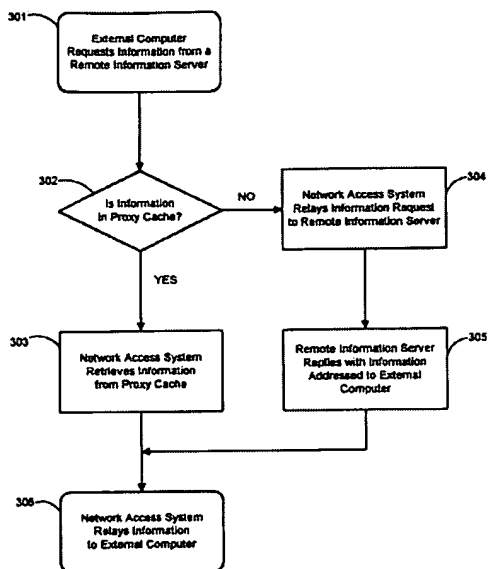 301
External Computer
Requests Information from a
Remote Information Server
302
Is
Information
in Proxy Cache?
NO
304
Network Access System
Relays Information Request
to Remote Information Server
YES
303
Network Access System
Retrieves Information
from Proxy Cache
305
Remote Information Server
Replies with Information
Addressed to External
Computer
306
Network Access System
Relays Information
to External Computer